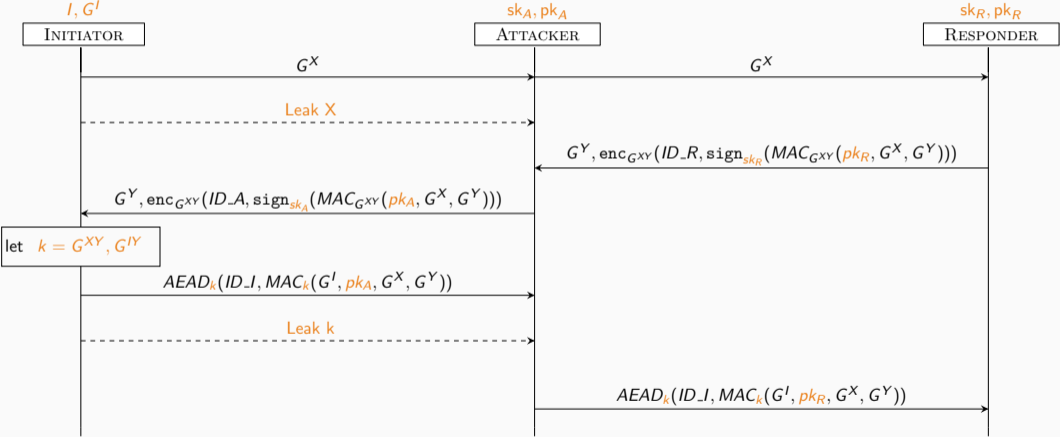 I, G^I
sk_A, pk_A
sk_R, pk_R
INITIATOR
ATTACKER
RESPONDER
G^X
G^X
Leak X
G^Y, enc_{G^{XY}}(ID_R, sign_{sk_R}(MAC_{G^{XY}}(pk_R, G^X, G^Y)))
G^Y, enc_{G^{XY}}(ID_A, sign_{sk_A}(MAC_{G^{XY}}(pk_A, G^X, G^Y)))
let k = G^{XY}, G^{IY}
AEAD_k(ID_I, MAC_k(G^I, pk_A, G^X, G^Y))
Leak k
AEAD_k(ID_I, MAC_k(G^I, pk_R, G^X, G^Y))